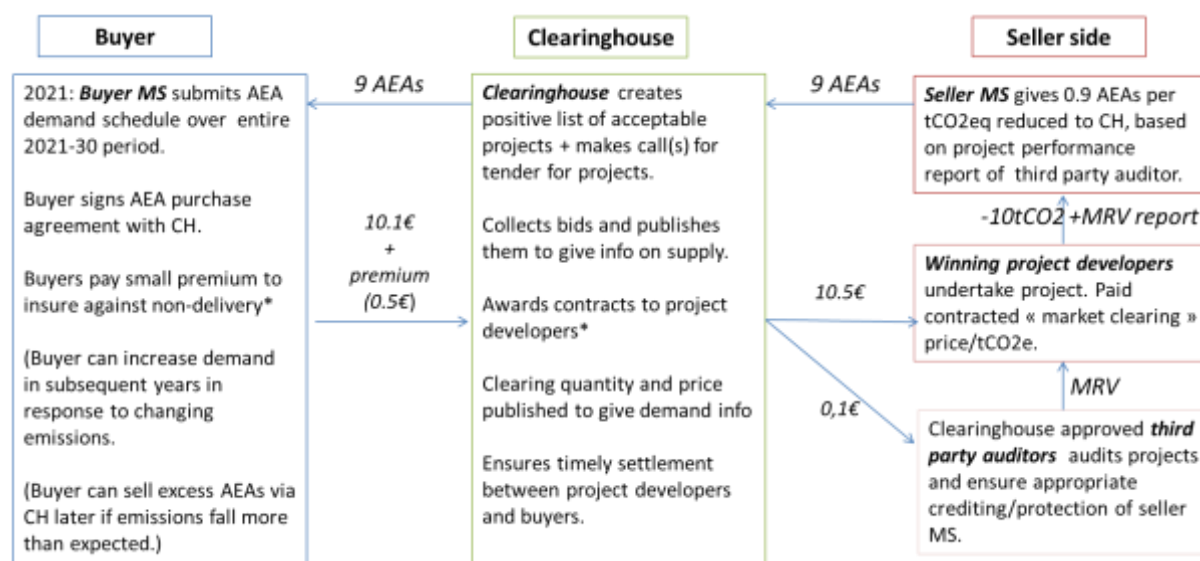 Buyer
2021: Buyer MS submits AEA
demand schedule over entire
2021-30 period.
Buyer signs AEA purchase
agreement with CH.
Buyers pay small premium to
insure against non-delivery*
(Buyer can increase demand
in subsequent years in
response to changing
emissions.
(Buyer can sell excess AEAs via
CH later if emissions fall more
than expected.)
9 AEAs
10.1€
+
premium
(0.5€)
Clearinghouse
Clearinghouse creates
positive list of acceptable
projects + makes call(s) for
tender for projects.
Collects bids and publishes
them to give info on supply.
Awards contracts to project
developers*
Clearing quantity and price
published to give demand info
Ensures timely settlement
between project developers
and buyers.
9 AEAs
10.5€
0,1€
Seller side
Seller MS gives 0.9 AEAs per
tCO2eq reduced to CH, based
on project performance
report of third party auditor.
-10tCO2 +MRV report
Winning project developers
undertake project. Paid
contracted « market clearing »
price/tCO2e.
MRV
Clearinghouse approved third
party auditors audits projects
and ensure appropriate
crediting/protection of seller
MS.